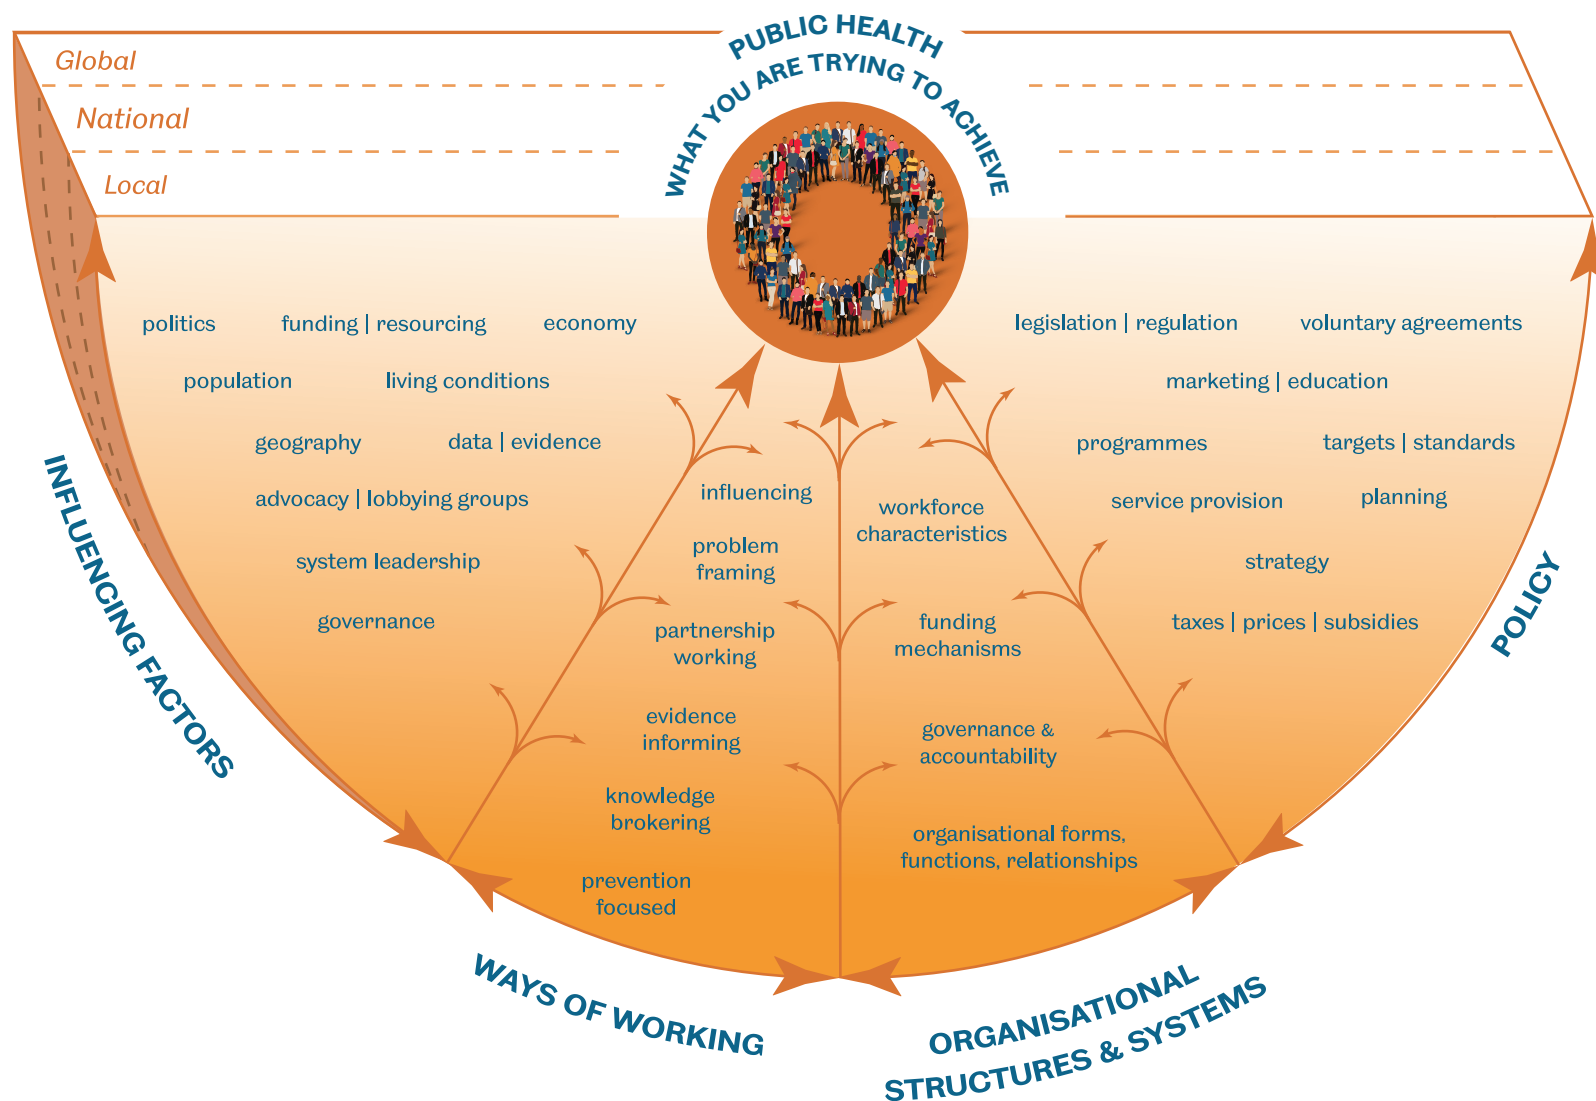 PUBLIC HEALTH
WHAT YOU ARE TRYING TO ACHIEVE
Global
National
Local
politics
funding | resourcing
economy
population
living conditions
geography
data | evidence
advocacy | lobbying groups
system leadership
governance
INFLUENCING FACTORS
influencing
problem
framing
partnership
working
evidence
informing
knowledge
brokering
prevention
focused
WAYS OF WORKING
workforce
characteristics
funding
mechanisms
governance &
accountability
organisational forms,
functions, relationships
ORGANISATIONAL
STRUCTURES & SYSTEMS
legislation | regulation
voluntary agreements
marketing | education
programmes
targets | standards
service provision
planning
strategy
taxes | prices | subsidies
POLICY